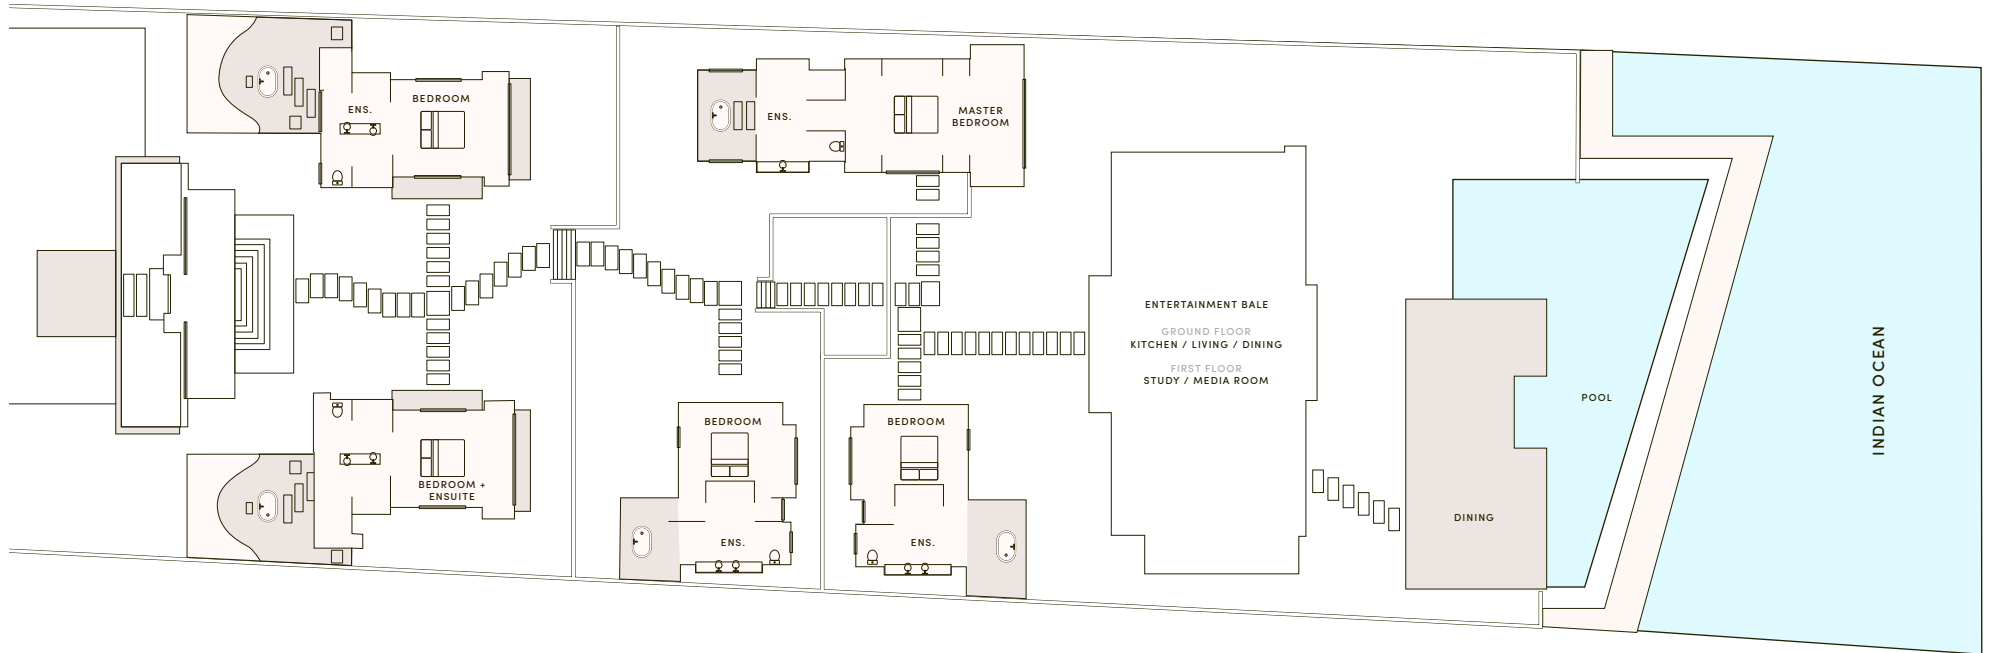 ENS.
BEDROOM
ENS.
MASTER
BEDROOM
ENTERTAINMENT BALE
GROUND FLOOR
KITCHEN / LIVING / DINING
FIRST FLOOR
STUDY / MEDIA ROOM
BEDROOM +
ENSUITE
BEDROOM
ENS.
BEDROOM
ENS.
DINING
POOL
INDIAN OCEAN